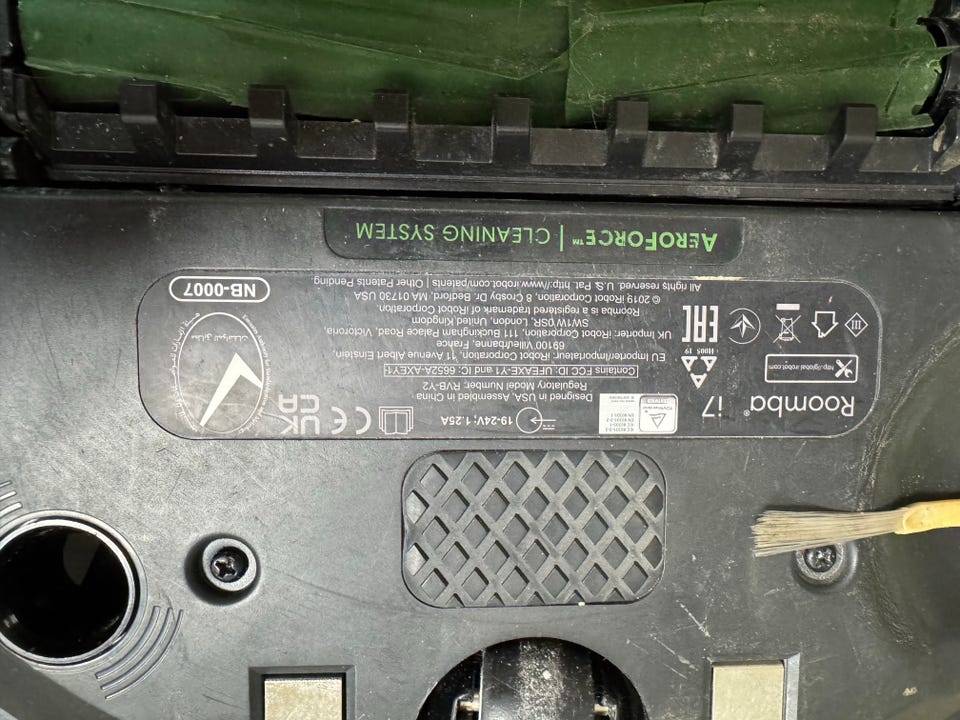 AEROFORCE™ | CLEANING SYSTEM
Roomba® i7
http://global.irobot.com
19-24V, 1.25A
Designed in USA, Assembled in China
Regulatory Model Number: RVB-Y2
Contains FCC ID: UFEAXE-Y1 and IC: 6652A-AXEY1
EU importer/importateur: iRobot Corporation, 11 Avenue Albert Einstein,
69100 Villeurbanne, France
UK Importer: iRobot Corporation, 111 Buckingham Palace Road, Victoria,
SW1W 0SR, London, United Kingdom
Roomba is a registered trademark of iRobot Corporation.
© 2019 iRobot Corporation, 8 Crosby Dr. Bedford, MA 01730 USA
All rights reserved. U.S. Pat. http://www.irobot.com/patents | Other Patents Pending.
CE
UK
CA
EAC
NB-0007